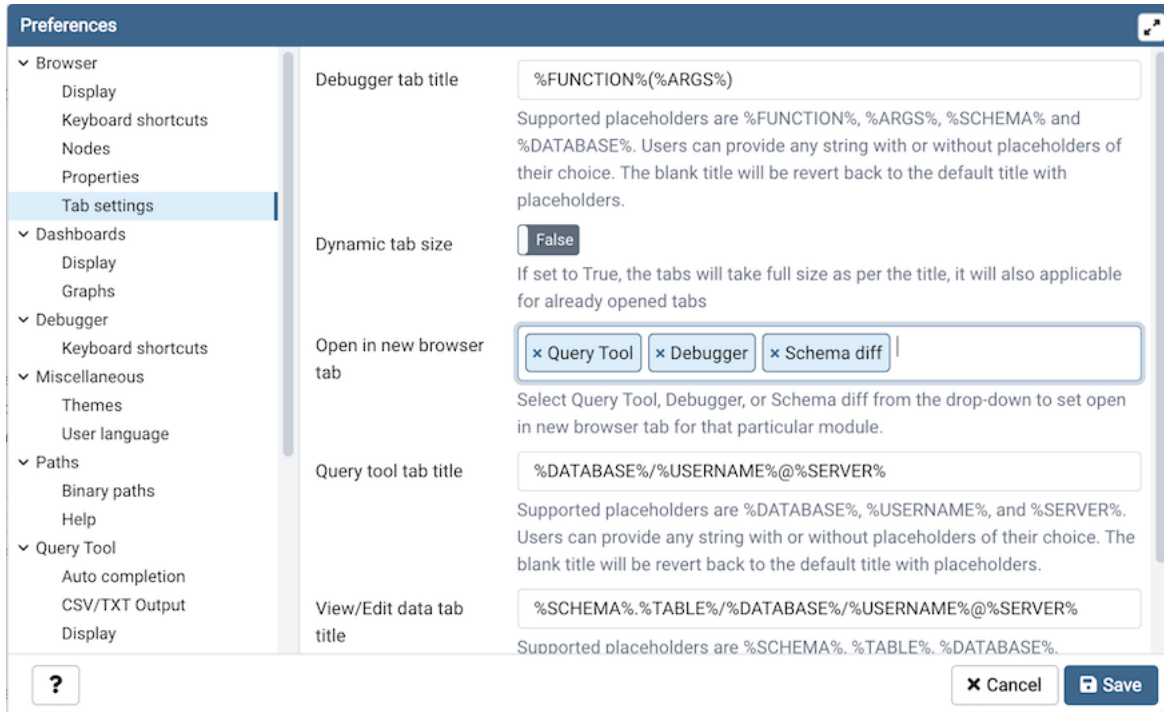 Preferences
Browser
Display
Keyboard shortcuts
Nodes
Properties
Tab settings
Dashboards
Display
Graphs
Debugger
Keyboard shortcuts
Miscellaneous
Themes
User language
Paths
Binary paths
Help
Query Tool
Auto completion
CSV/TXT Output
Display
Debugger tab title
%FUNCTION%(%ARGS%)
Supported placeholders are %FUNCTION%, %ARGS%, %SCHEMA% and
%DATABASE%. Users can provide any string with or without placeholders of
their choice. The blank title will be revert back to the default title with
placeholders.
Dynamic tab size
False
If set to True, the tabs will take full size as per the title, it will also applicable
for already opened tabs
Open in new browser
tab
× Query Tool × Debugger × Schema diff
Select Query Tool, Debugger, or Schema diff from the drop-down to set open
in new browser tab for that particular module.
Query tool tab title
%DATABASE%/%USERNAME%@%SERVER%
Supported placeholders are %DATABASE%, %USERNAME%, and %SERVER%.
Users can provide any string with or without placeholders of their choice. The
blank title will be revert back to the default title with placeholders.
View/Edit data tab
title
%SCHEMA%.%TABLE%/%DATABASE%/%USERNAME%@%SERVER%
Supported placeholders are %SCHEMA%, %TABLE%, %DATABASE%,
?
Cancel
Save